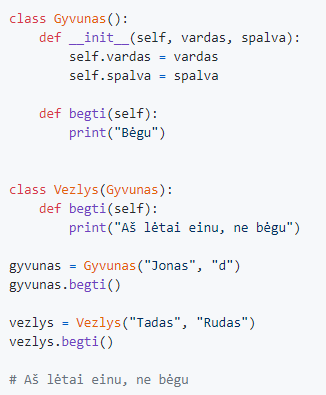 class Gyvunas():
    def __init__(self, vardas, spalva):
        self.vardas = vardas
        self.spalva = spalva

    def begti(self):
        print("Bėgu")


class Vezlys(Gyvunas):
    def begti(self):
        print("Aš lėtai einu, ne bėgu")

gyvunas = Gyvunas("Jonas", "d")
gyvunas.begti()

vezlys = Vezlys("Tadas", "Rudas")
vezlys.begti()

# Aš lėtai einu, ne bėgu